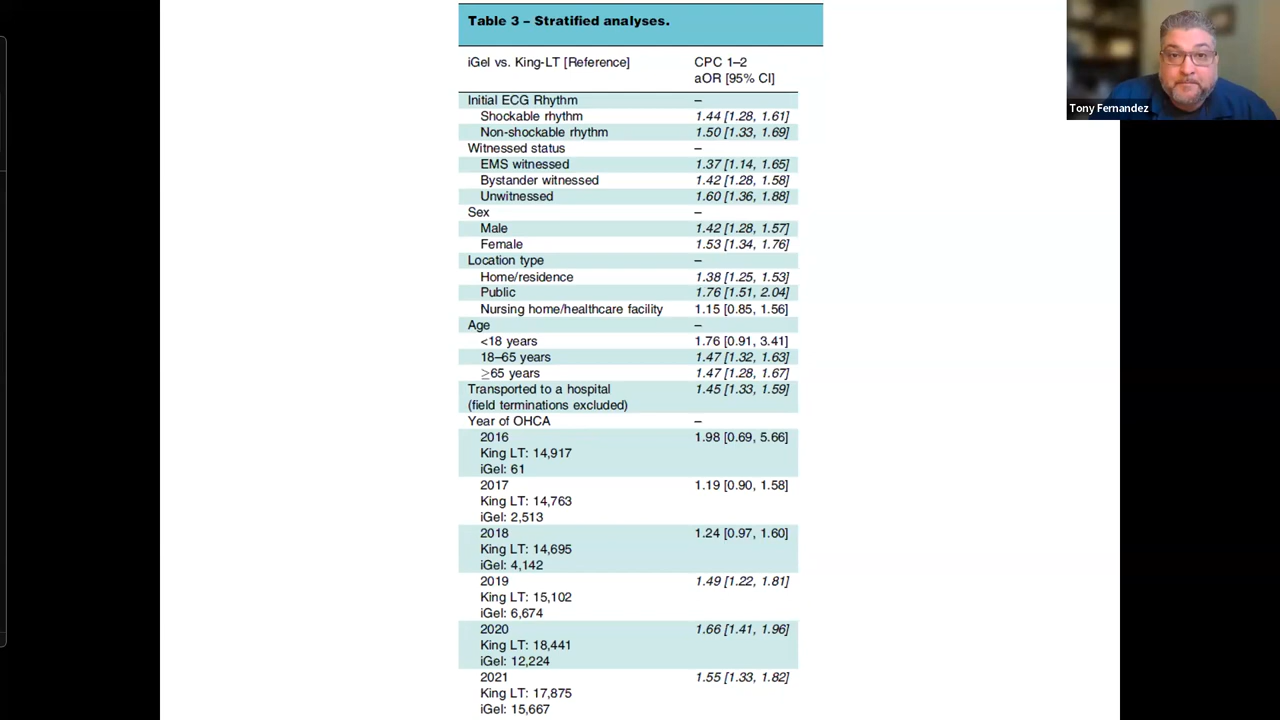 Table 3 – Stratified analyses.
iGel vs. King-LT [Reference] CPC 1–2
aOR [95% CI]
Initial ECG Rhythm –
Shockable rhythm 1.44 [1.28, 1.61]
Non-shockable rhythm 1.50 [1.33, 1.69]
Witnessed status –
EMS witnessed 1.37 [1.14, 1.65]
Bystander witnessed 1.42 [1.28, 1.58]
Unwitnessed 1.60 [1.36, 1.88]
Sex –
Male 1.42 [1.28, 1.57]
Female 1.53 [1.34, 1.76]
Location type –
Home/residence 1.38 [1.25, 1.53]
Public 1.76 [1.51, 2.04]
Nursing home/healthcare facility 1.15 [0.85, 1.56]
Age –
<18 years 1.76 [0.91, 3.41]
18–65 years 1.47 [1.32, 1.63]
≥65 years 1.47 [1.28, 1.67]
Transported to a hospital 1.45 [1.33, 1.59]
(field terminations excluded)
Year of OHCA –
2016 1.98 [0.69, 5.66]
King LT: 14,917
iGel: 61
2017 1.19 [0.90, 1.58]
King LT: 14,763
iGel: 2,513
2018 1.24 [0.97, 1.60]
King LT: 14,695
iGel: 4,142
2019 1.49 [1.22, 1.81]
King LT: 15,102
iGel: 6,674
2020 1.66 [1.41, 1.96]
King LT: 18,441
iGel: 12,224
2021 1.55 [1.33, 1.82]
King LT: 17,875
iGel: 15,667
Tony Fernandez